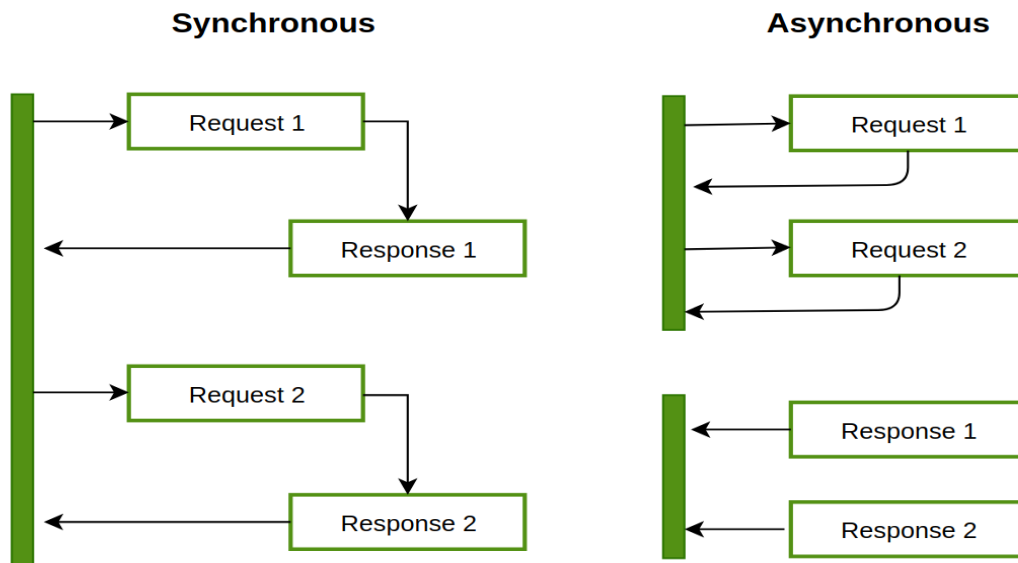 Synchronous
Asynchronous
Request 1
Response 1
Request 2
Response 2
Request 1
Request 2
Response 1
Response 2